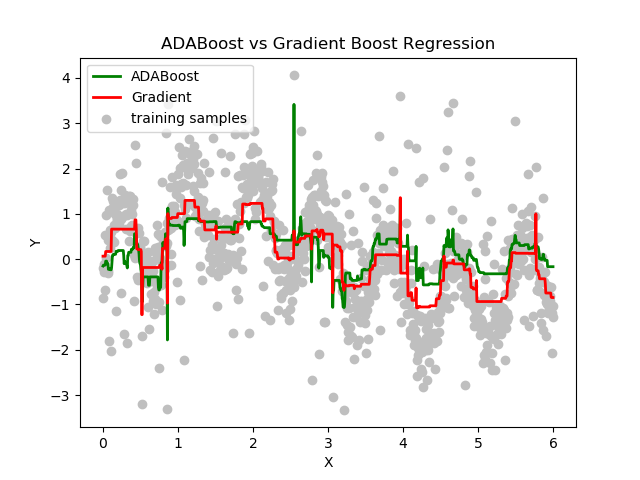 ADABoost vs Gradient Boost Regression
ADABoost
Gradient
training samples
4
3
2
1
0
−1
−2
−3
Y
0 1 2 3 4 5 6
X